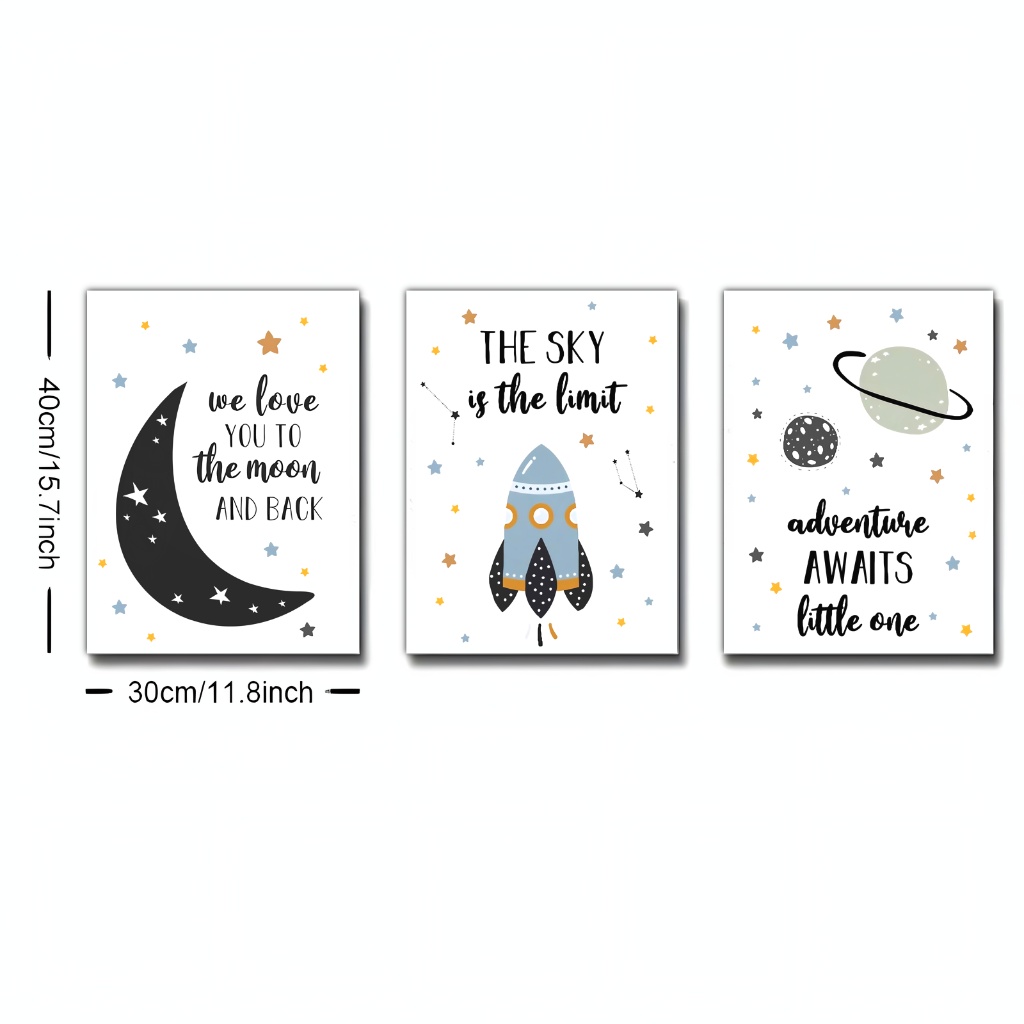 we love
YOU TO
the moon
AND BACK
THE SKY
is the limit
adventure
AWAITS
little one
40cm/15.7inch
30cm/11.8inch